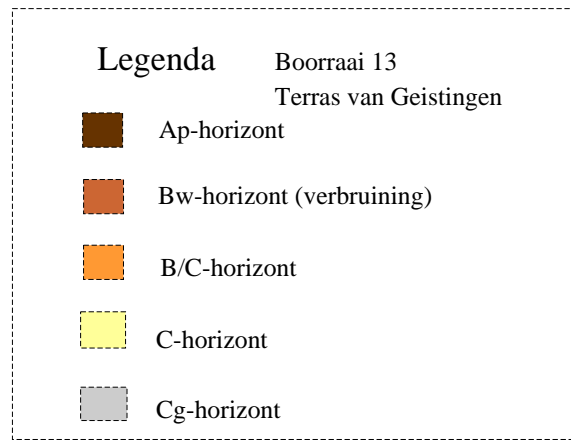 Legenda
Boorraai 13
Terras van Geistingen
Ap-horizont
Bw-horizont (verbruining)
B/C-horizont
C-horizont
Cg-horizont